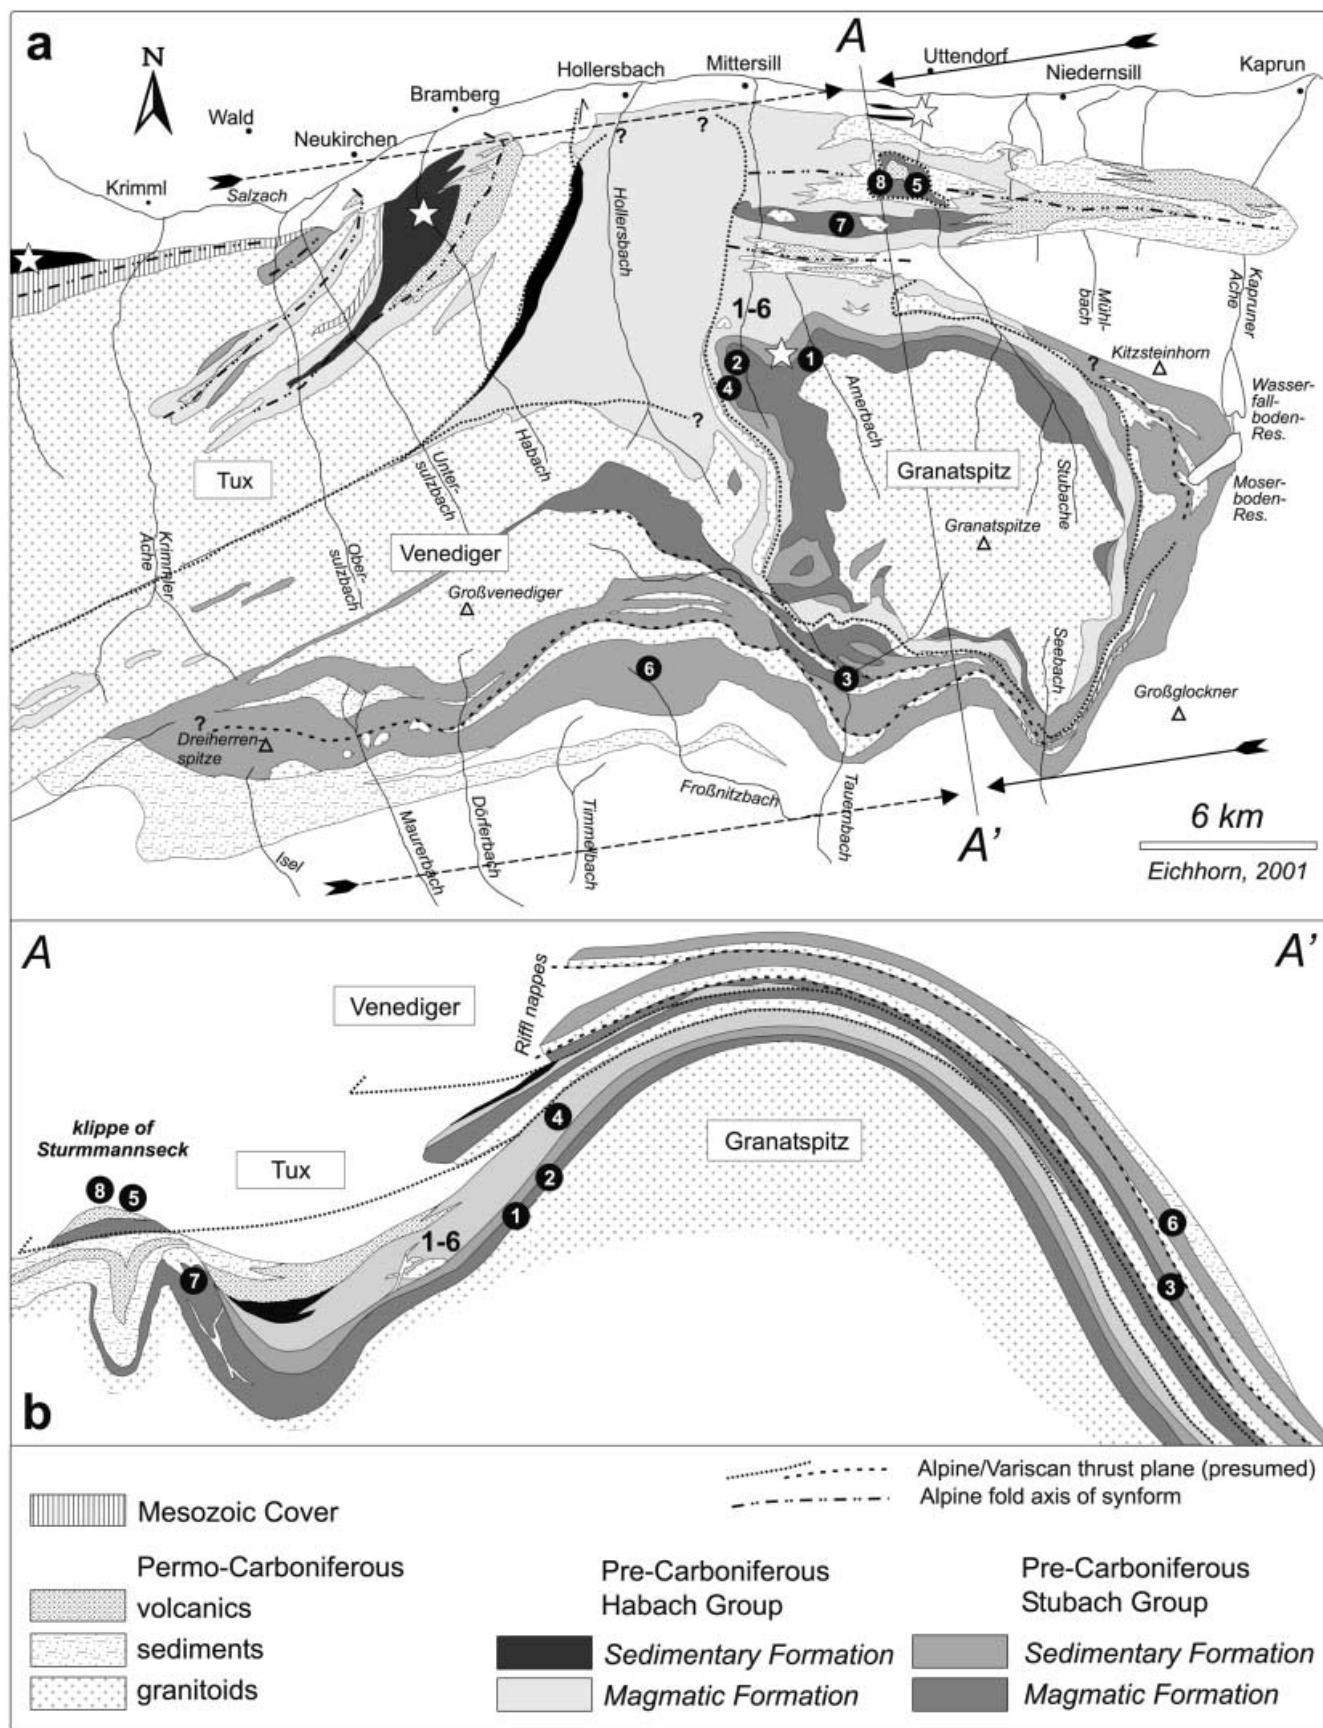 a
N
A
Uttendorf
Niedernsill
Kaprun
Mittersill
Hollersbach
Bramberg
Wald
Neukirchen
Krimml
Salzach
?
?
8
5
7
Hollersbach
Mühl-
bach
Kapruner
Ache
1-6
2
1
4
Kitzsteinhorn
?
Wasser-
fall-
boden-
Res.
Moser-
boden-
Res.
Amerbach
Stubache
Granatspitz
Granatspitze
?
Habach
Unter-
sulzbach
Tux
Venediger
Ober-
sulzbach
Krimmler
Ache
Großvenediger
6
3
Seebach
Großglockner
?
Dreiherren-
spitze
Isel
Maurerbach
Dörferbach
Timmelbach
Froßnitzbach
Tauernbach
A'
6 km
Eichhorn, 2001
A
A'
Venediger
Riffl nappes
klippe of
Sturmmannseck
8
5
Tux
4
2
1
Granatspitz
1-6
7
6
3
b
Alpine/Variscan thrust plane (presumed)
Alpine fold axis of synform
Mesozoic Cover
Permo-Carboniferous
volcanics
sediments
granitoids
Pre-Carboniferous
Habach Group
Sedimentary Formation
Magmatic Formation
Pre-Carboniferous
Stubach Group
Sedimentary Formation
Magmatic Formation